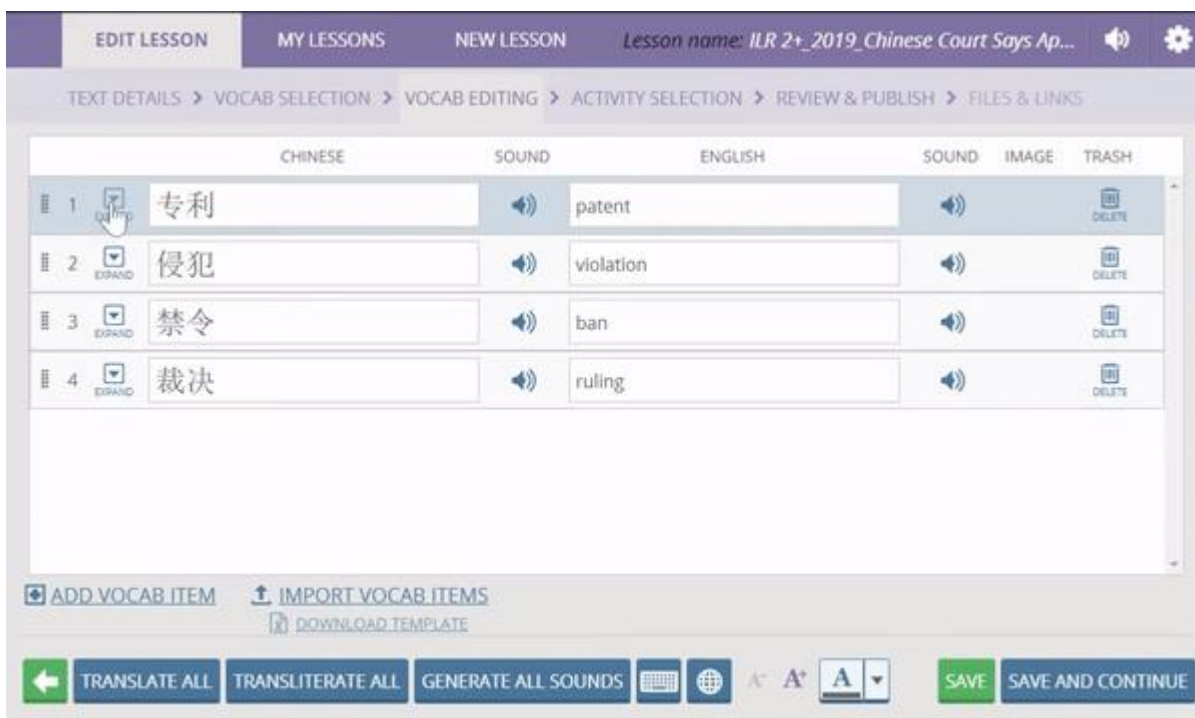 EDIT LESSON MY LESSONS NEW LESSON Lesson name: ILR 2+_2019_Chinese Court Says Ap...
TEXT DETAILS > VOCAB SELECTION > VOCAB EDITING > ACTIVITY SELECTION > REVIEW & PUBLISH > FILES & LINKS
CHINESE SOUND ENGLISH SOUND IMAGE TRASH
1 专利 patent DELETE
2 EXPAND 侵犯 violation DELETE
3 EXPAND 禁令 ban DELETE
4 EXPAND 裁决 ruling DELETE
ADD VOCAB ITEM IMPORT VOCAB ITEMS
DOWNLOAD TEMPLATE
TRANSLATE ALL TRANSLITERATE ALL GENERATE ALL SOUNDS A- A+ A SAVE SAVE AND CONTINUE